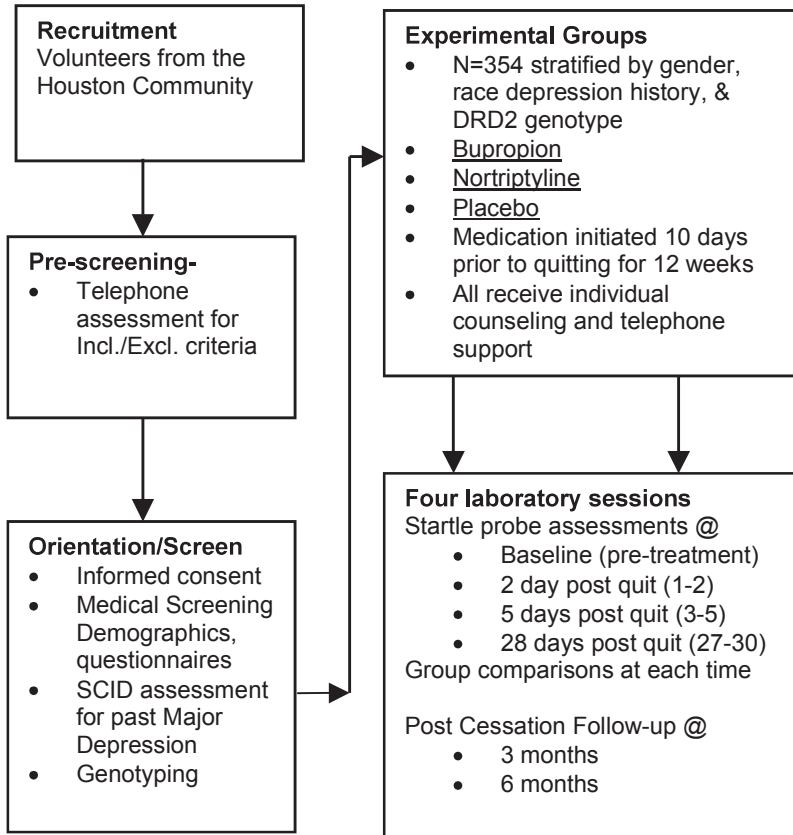 Recruitment
Volunteers from the
Houston Community
Pre-screening-
• Telephone
assessment for
Incl./Excl. criteria
Orientation/Screen
• Informed consent
• Medical Screening
Demographics,
questionnaires
• SCID assessment
for past Major
Depression
• Genotyping
Experimental Groups
• N=354 stratified by gender,
race depression history, &
DRD2 genotype
• Bupropion
• Nortriptyline
• Placebo
• Medication initiated 10 days
prior to quitting for 12 weeks
• All receive individual
counseling and telephone
support
Four laboratory sessions
Startle probe assessments @
• Baseline (pre-treatment)
• 2 day post quit (1-2)
• 5 days post quit (3-5)
• 28 days post quit (27-30)
Group comparisons at each time
Post Cessation Follow-up @
• 3 months
• 6 months